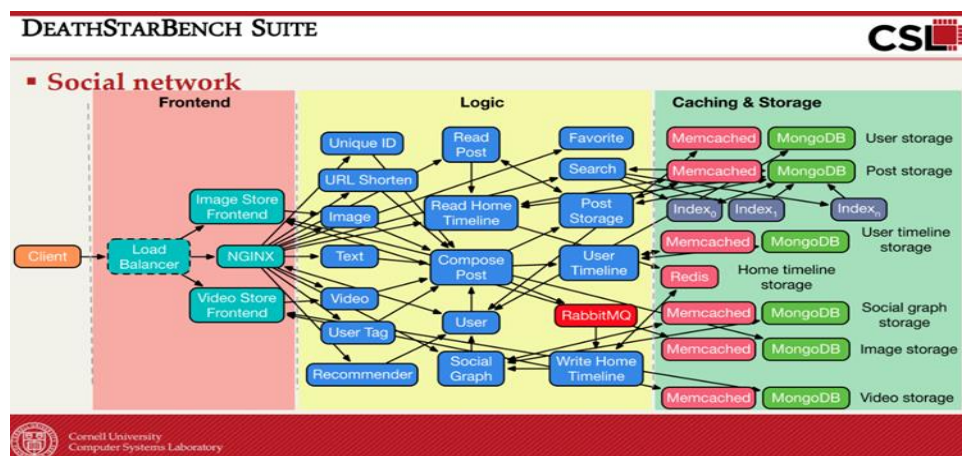 DEATHSTARBENCH SUITE
CSL
▪ Social network
Frontend
Logic
Caching & Storage
Unique ID
Read
Post
Favorite
Memcached
MongoDB
User storage
URL Shorten
Search
Memcached
MongoDB
Post storage
Image Store
Frontend
Image
Read Home
Timeline
Post
Storage
Index0
Index1
Indexn
Client
Load
Balancer
NGINX
Text
Compose
Post
User
Timeline
Memcached
MongoDB
User timeline
storage
Redis
Home timeline
storage
Video Store
Frontend
Video
User Tag
User
RabbitMQ
Memcached
MongoDB
Social graph
storage
Recommender
Social
Graph
Write Home
Timeline
Memcached
MongoDB
Image storage
Memcached
MongoDB
Video storage
Cornell University
Computer Systems Laboratory